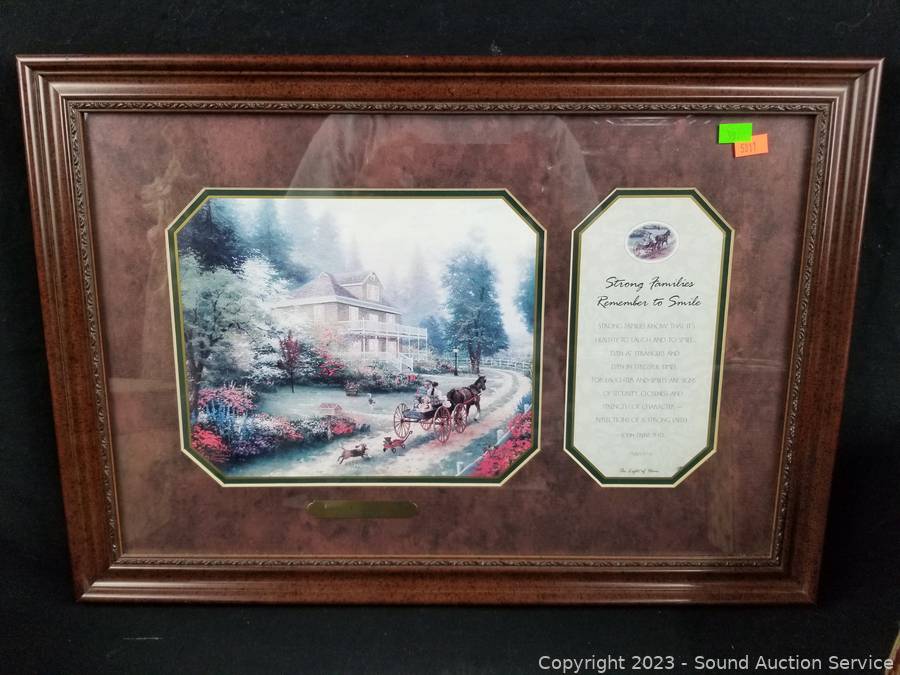 5017
Strong Families
Remember to Smile
STRONG FAMILIES KNOW THAT IT'S
HEALTHY TO LAUGH AND TO SMILE,
EVEN AT STRANGERS AND
EVEN IN STRESSFUL TIMES.
FOR LAUGHTER AND SMILES ARE SIGNS
OF SECURITY, CLOSENESS AND
STRENGTH OF CHARACTER —
REFLECTIONS OF A STRONG FAITH.
The Light of Home
Copyright 2023 - Sound Auction Service